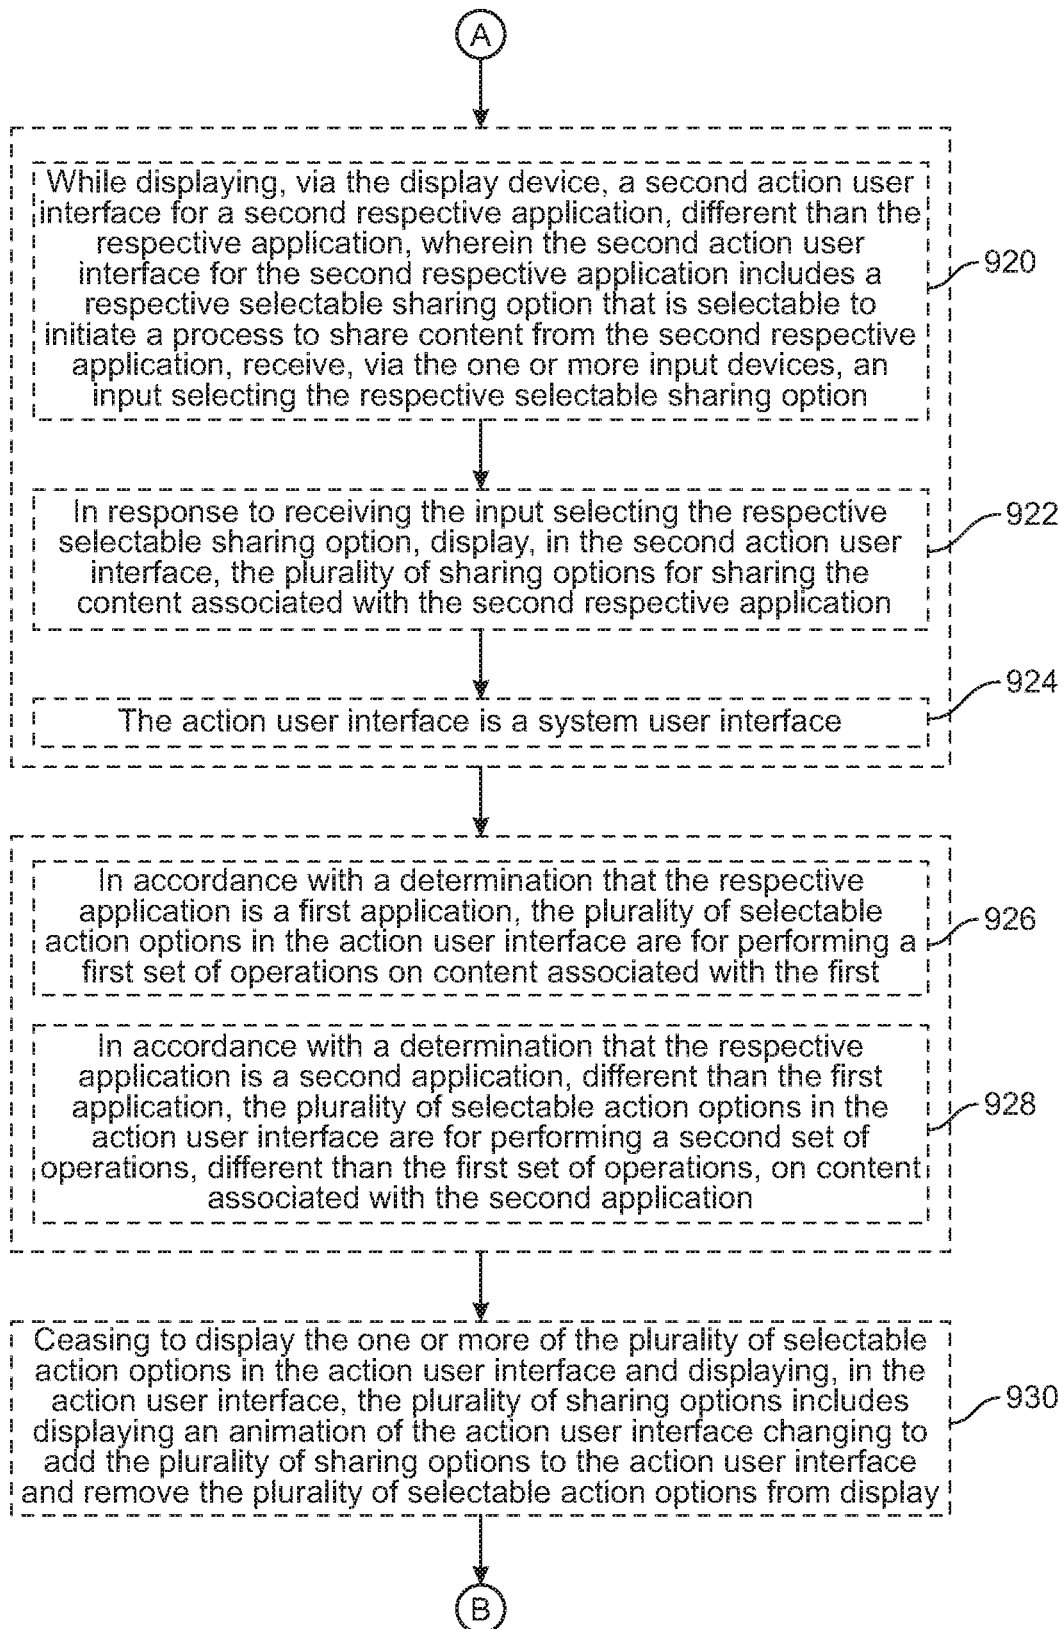 A
While displaying, via the display device, a second action user
interface for a second respective application, different than the
respective application, wherein the second action user
interface for the second respective application includes a
respective selectable sharing option that is selectable to
initiate a process to share content from the second respective
application, receive, via the one or more input devices, an
input selecting the respective selectable sharing option
920
In response to receiving the input selecting the respective
selectable sharing option, display, in the second action user
interface, the plurality of sharing options for sharing the
content associated with the second respective application
922
The action user interface is a system user interface
924
In accordance with a determination that the respective
application is a first application, the plurality of selectable
action options in the action user interface are for performing a
first set of operations on content associated with the first
926
In accordance with a determination that the respective
application is a second application, different than the first
application, the plurality of selectable action options in the
action user interface are for performing a second set of
operations, different than the first set of operations, on content
associated with the second application
928
Ceasing to display the one or more of the plurality of selectable
action options in the action user interface and displaying, in the
action user interface, the plurality of sharing options includes
displaying an animation of the action user interface changing to
add the plurality of sharing options to the action user interface
and remove the plurality of selectable action options from display
930
B